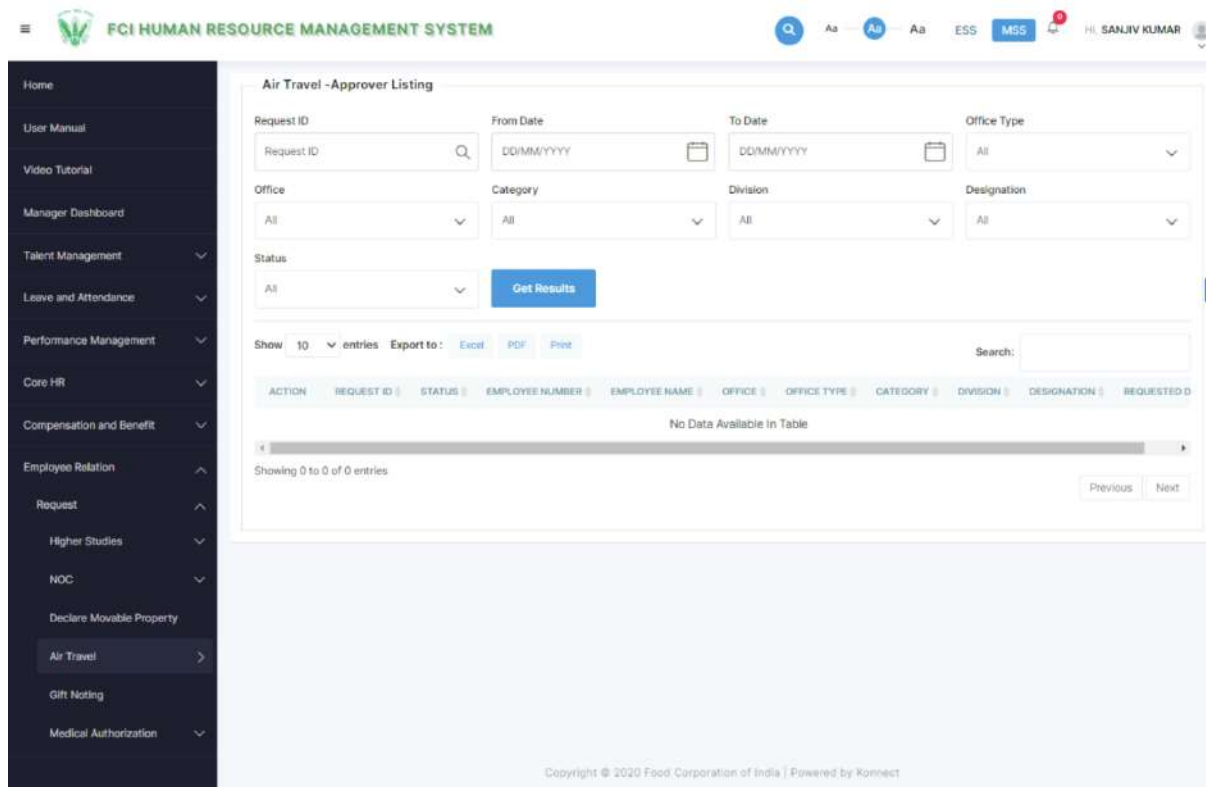 FCI HUMAN RESOURCE MANAGEMENT SYSTEM
Aa Aa Aa ESS MSS 0 Hi, SANJIV KUMAR
Home
User Manual
Video Tutorial
Manager Dashboard
Talent Management
Leave and Attendance
Performance Management
Core HR
Compensation and Benefit
Employee Relation
Request
Higher Studies
NOC
Declare Movable Property
Air Travel
Gift Noting
Medical Authorization
Air Travel -Approver Listing
Request ID From Date To Date Office Type
Request ID DD/MM/YYYY DD/MM/YYYY All
Office Category Division Designation
All All All All
Status
All Get Results
Show 10 entries Export to : Excel PDF Print
Search:
ACTION REQUEST ID STATUS EMPLOYEE NUMBER EMPLOYEE NAME OFFICE OFFICE TYPE CATEGORY DIVISION DESIGNATION REQUESTED D
No Data Available In Table
Showing 0 to 0 of 0 entries
Previous Next
Copyright © 2020 Food Corporation of India | Powered by Konnect